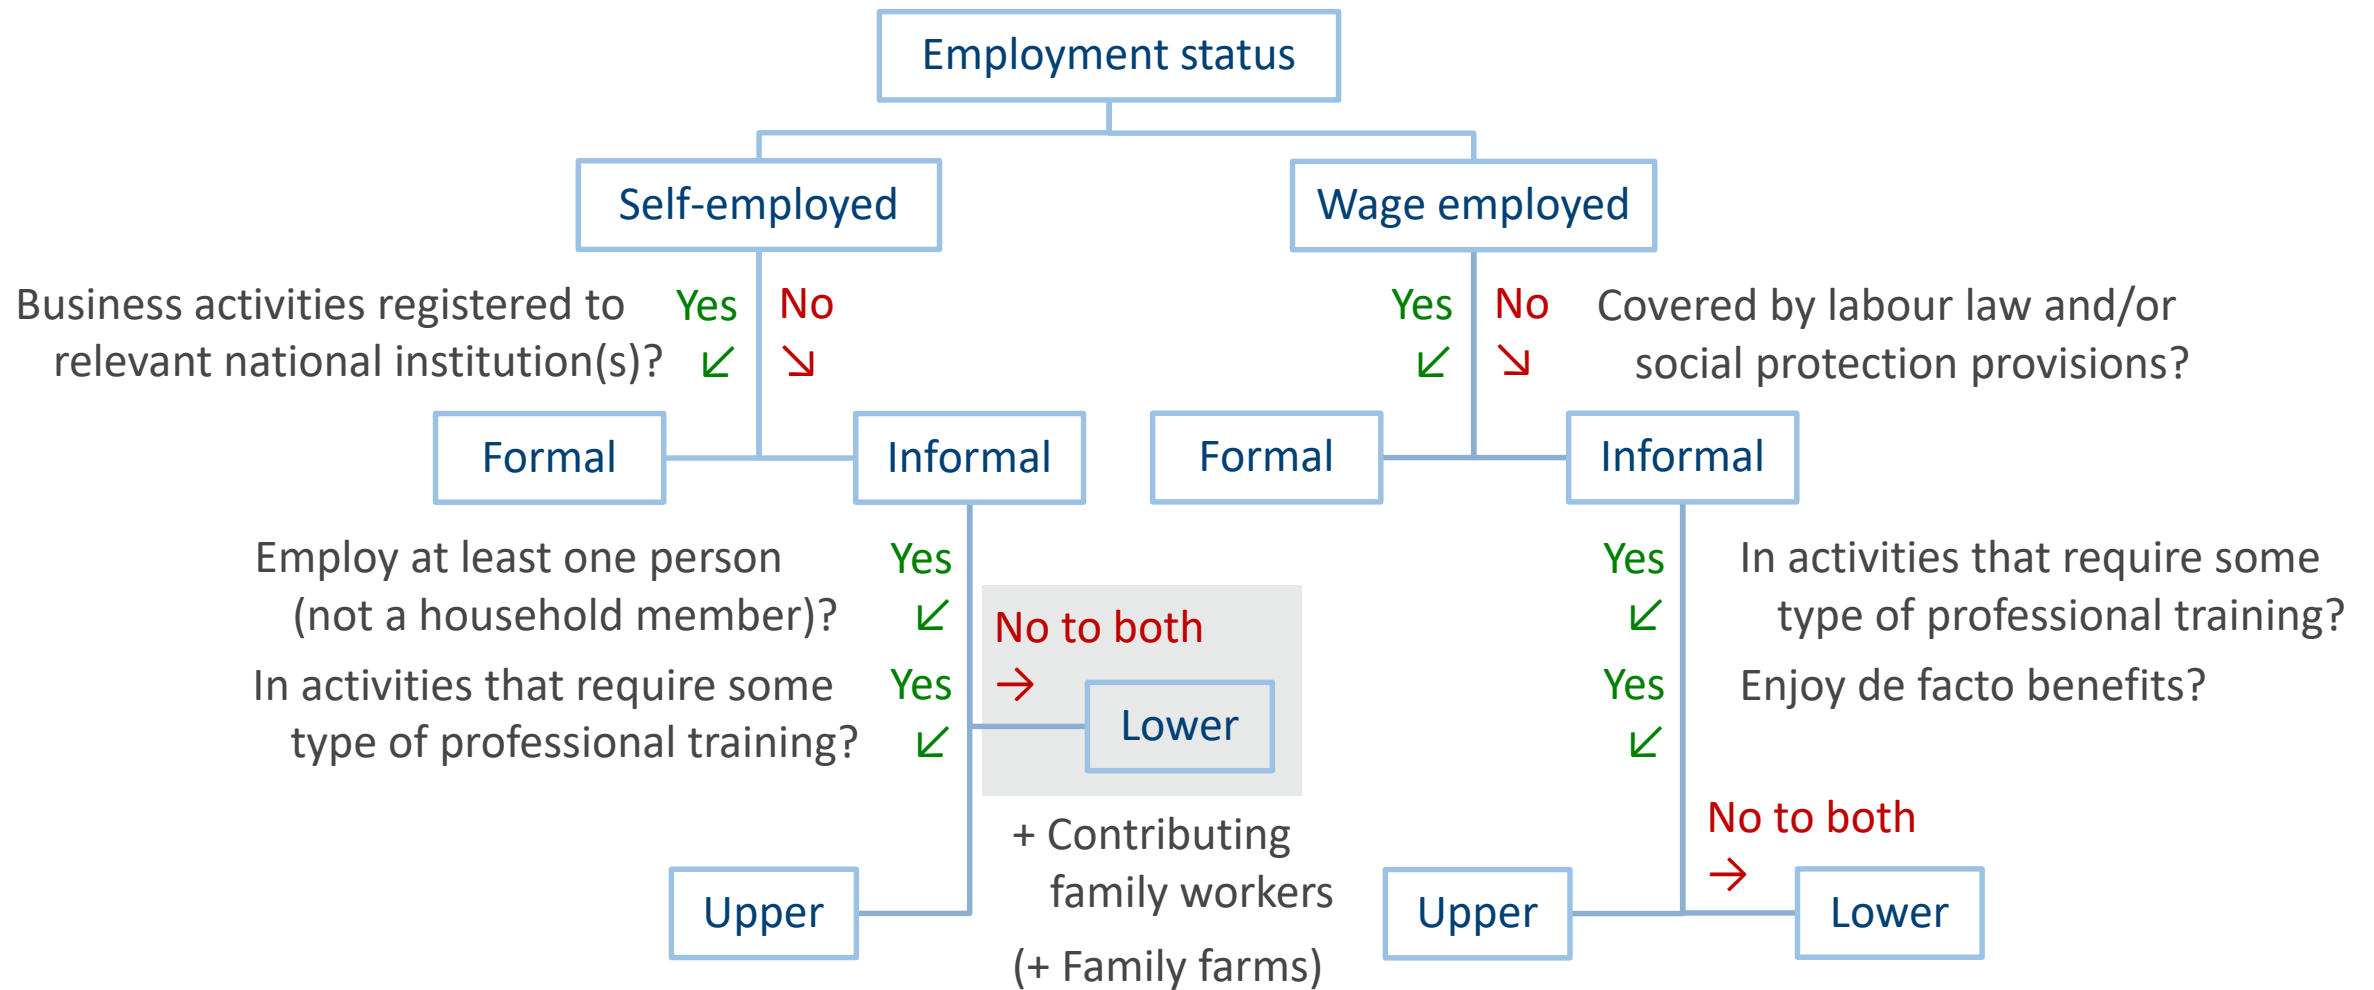 Employment status
Self-employed
Wage employed
Business activities registered to
relevant national institution(s)?
Yes
↙
No
↘
Yes
↙
No
↘
Covered by labour law and/or
social protection provisions?
Formal
Informal
Formal
Informal
Employ at least one person
(not a household member)?
Yes
↙
In activities that require some
type of professional training?
Yes
↙
No to both
→
Lower
+ Contributing
family workers
(+ Family farms)
Upper
Yes
↙
In activities that require some
type of professional training?
Yes
↙
Enjoy de facto benefits?
No to both
→
Upper
Lower